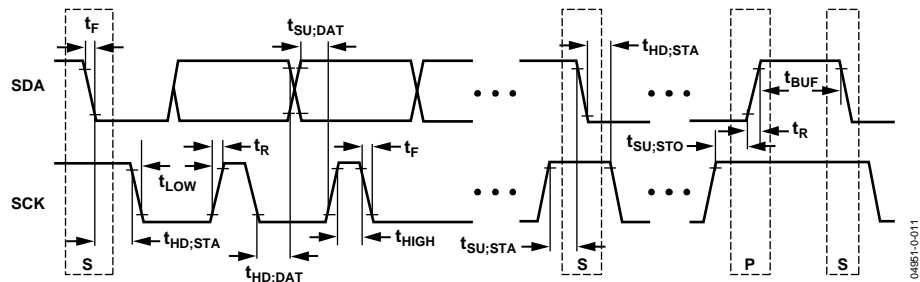 tF
tSU;DAT
tHD;STA
SDA
tBUF
tR
tF
tSU;STO
tR
SCK
tLOW
tHD;STA
tHD;DAT
tHIGH
tSU;STA
S
S
P
S
04951-0-011